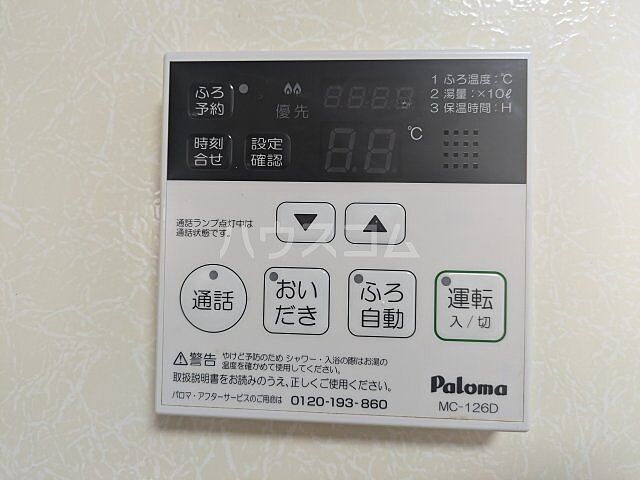 ふろ
予約
優先
1 ふろ温度:℃
2 湯量:×10ℓ
3 保温時間:H
時刻
合せ
設定
確認
88:88
88
℃
通話ランプ点灯中は
通話状態です。
▼
▲
ハウスコム
通話
おい
だき
ふろ
自動
運転
入/切
⚠警告 やけど予防のため シャワー・入浴の際はお湯の
温度を確かめて使用してください。
取扱説明書をお読みのうえ、正しくご使用ください。
パロマ・アフターサービスのご用命は 0120-193-860
Paloma
MC-126D